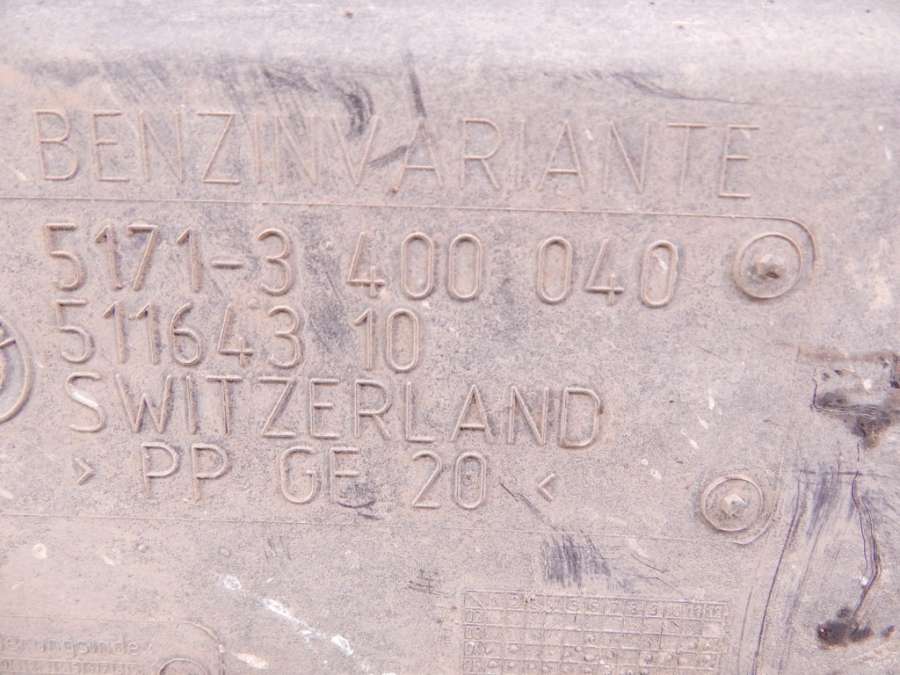 BENZINVARIANTE
5171-3 400 040
511643 10
SWITZERLAND
> PP GF 20 <